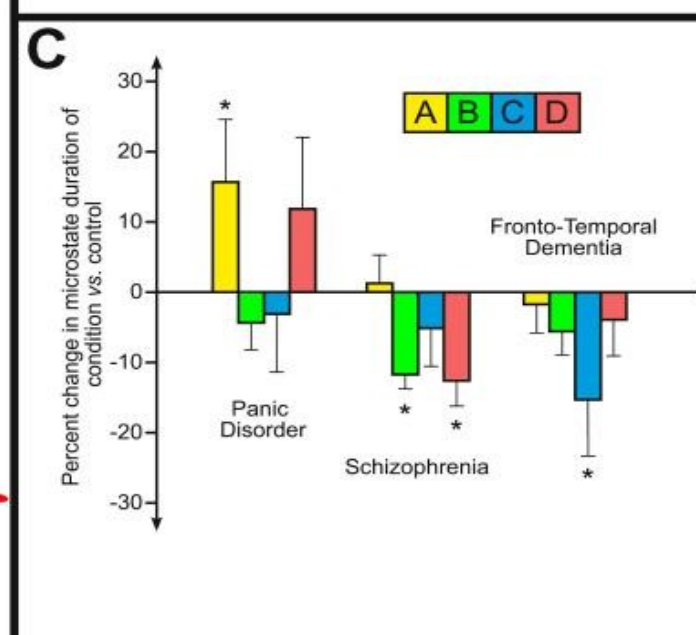 C
Percent change in microstate duration of
condition vs. control
30
20
10
0
-10
-20
-30
*
A B C D
Fronto-Temporal
Dementia
Panic
Disorder
*
*
Schizophrenia
*